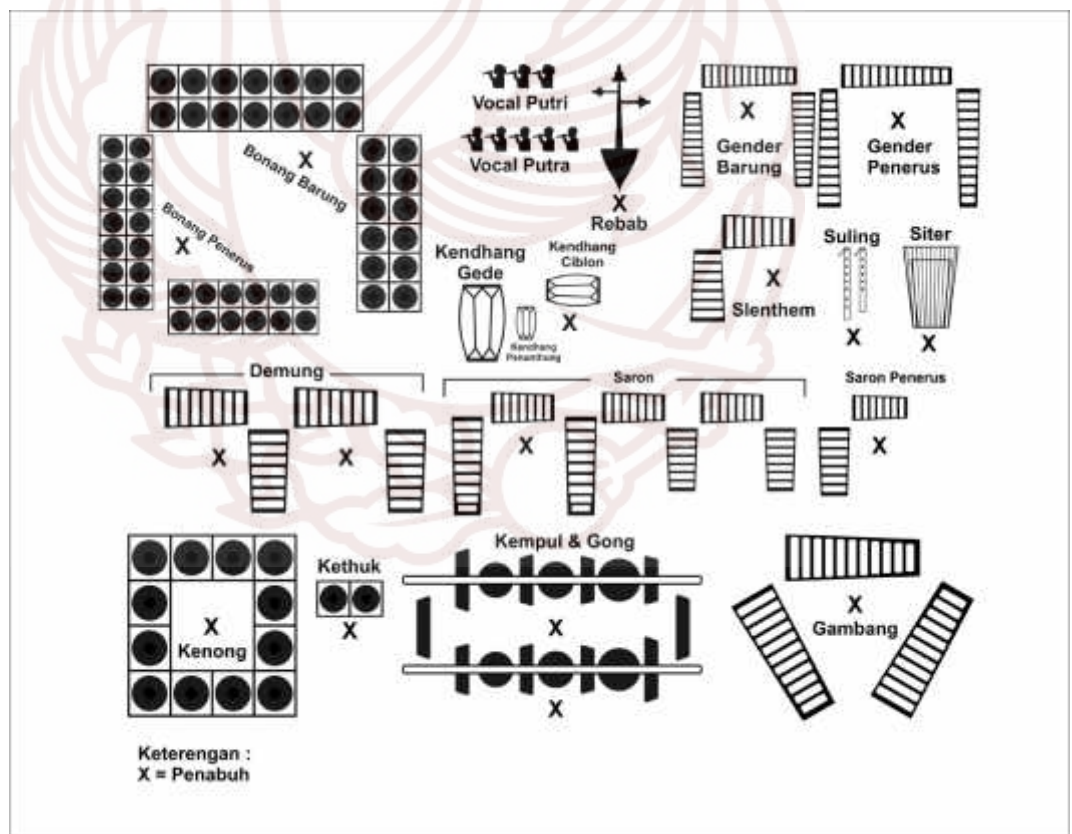 Vocal Putri
Vocal Putra
X
Rebab
X
Gender
Barung
X
Gender
Penerus
X
Bonang Barung
Bonang Penerus
X
Kendhang
Gede
Kendhang
Ciblon
X
Kendhang
Penunthung
X
Slenthem
Suling
X
Siter
X
Demung
X
X
Saron
X
Saron Penerus
X
X
Kenong
Kethuk
X
Kempul & Gong
X
X
X
Gambang
Keterengan :
X = Penabuh